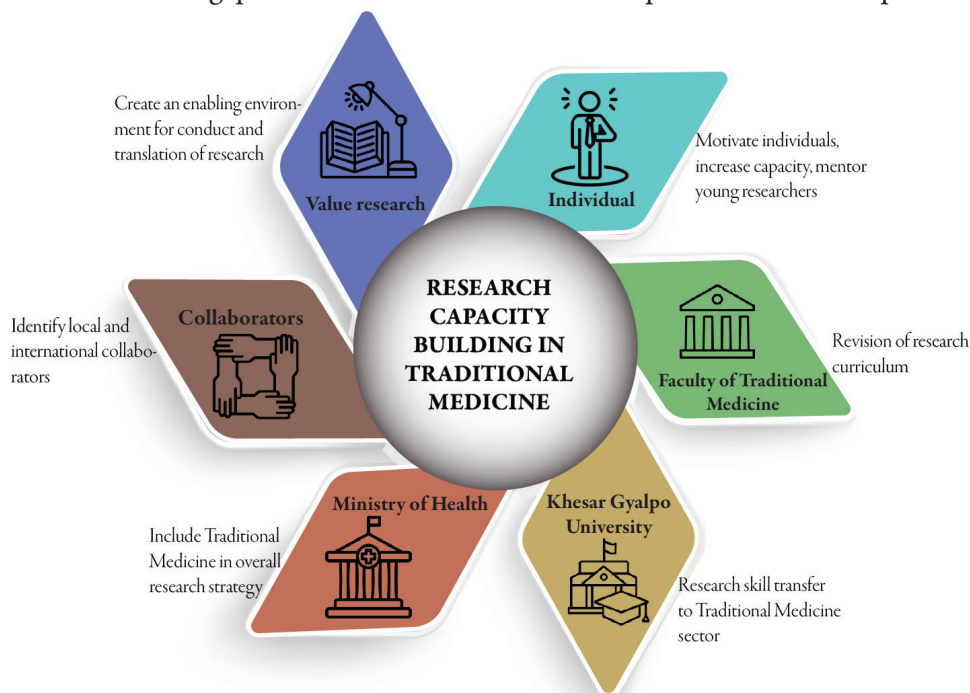 Create an enabling environ-
ment for conduct and
translation of research
Value research
Individual
Motivate individuals,
increase capacity, mentor
young researchers
Collaborators
Identify local and
international collabo-
rators
RESEARCH
CAPACITY
BUILDING IN
TRADITIONAL
MEDICINE
Faculty of Traditional
Medicine
Revision of research
curriculum
Ministry of Health
Include Traditional
Medicine in overall
research strategy
Khesar Gyalpo
University
Research skill transfer
to Traditional Medicine
sector